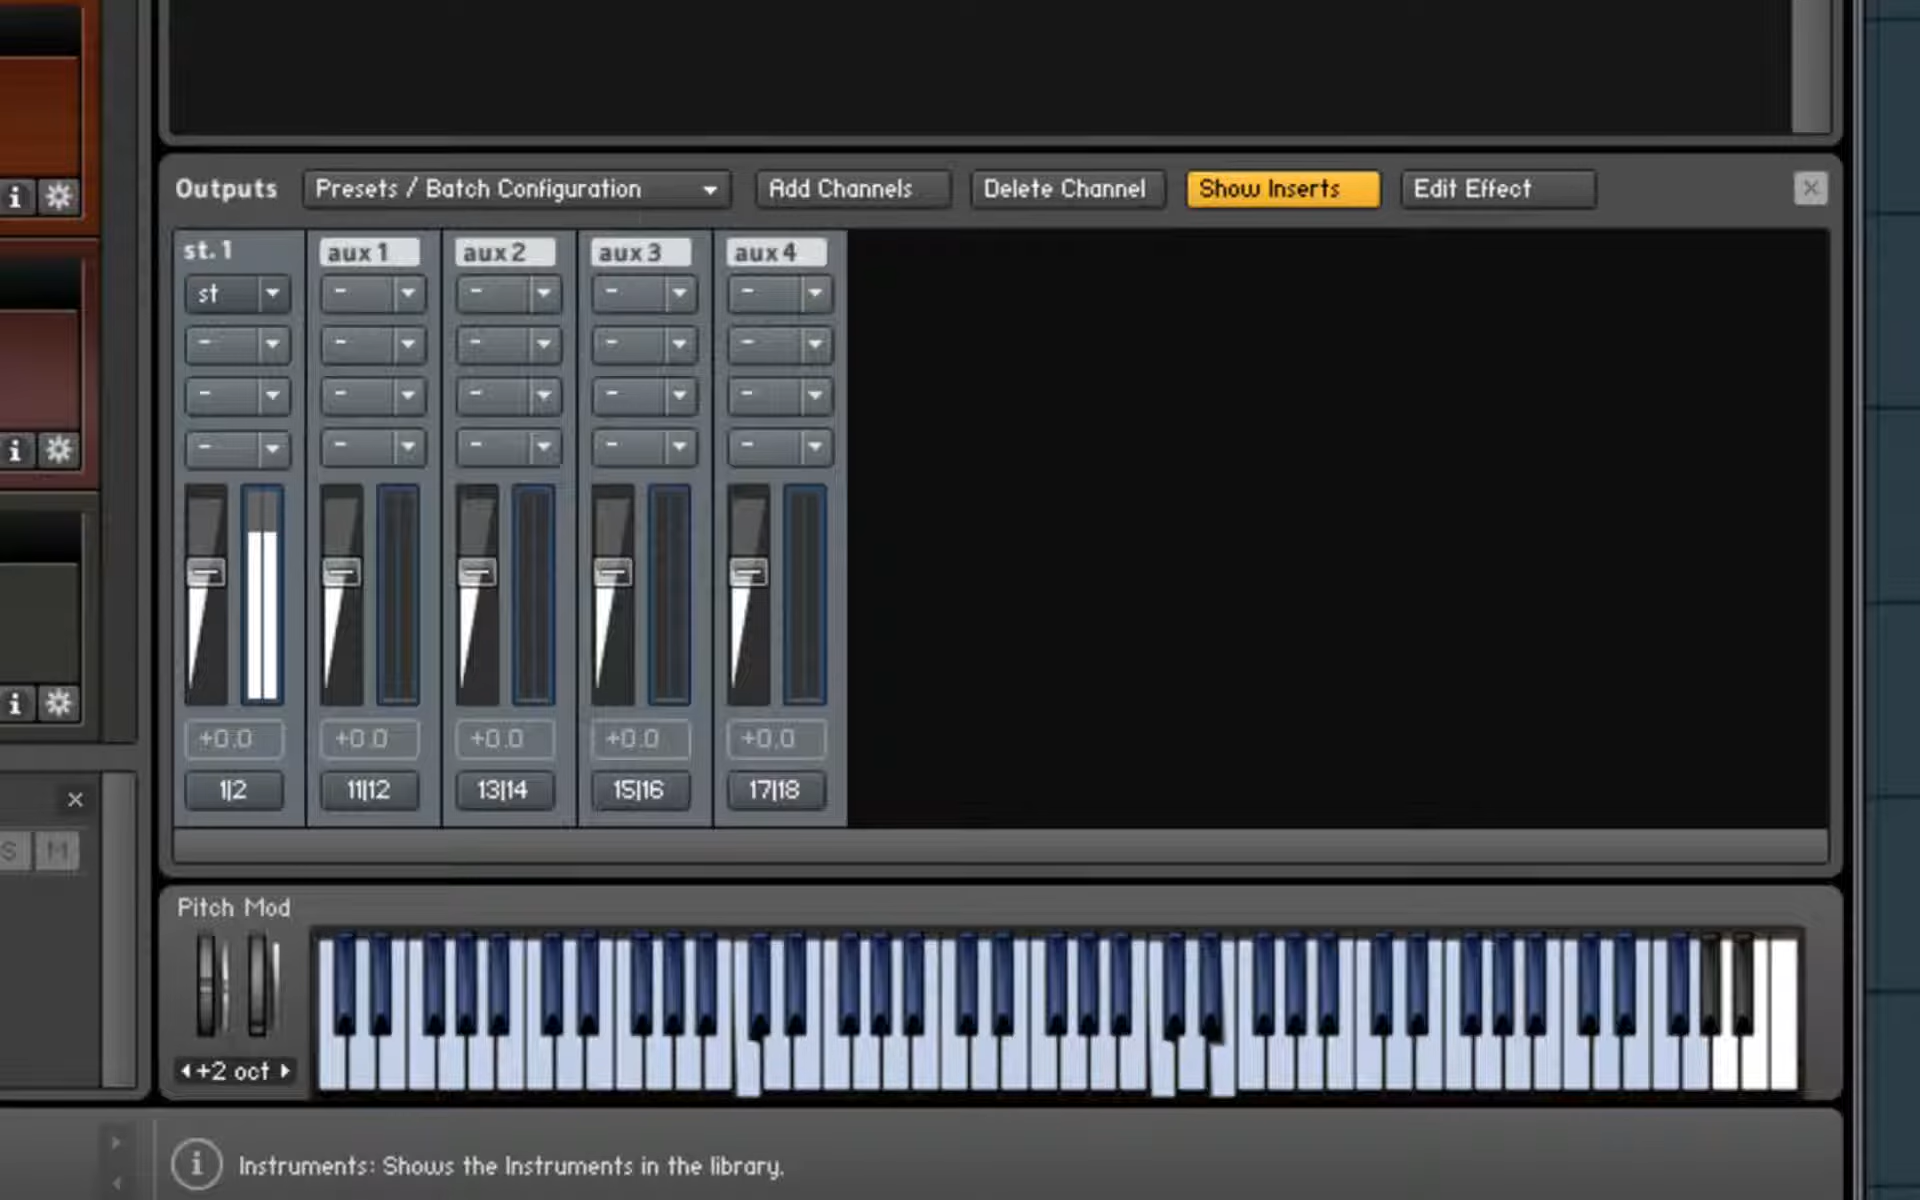 Outputs Presets / Batch Configuration Add Channels Delete Channel Show Inserts Edit Effect
st. 1 aux 1 aux 2 aux 3 aux 4
st - - - -
- - - - -
- - - - -
- - - - -
+0.0 +0.0 +0.0 +0.0 +0.0
1|2 11|12 13|14 15|16 17|18
S M
Pitch Mod
+2 oct
Instruments: Shows the Instruments in the library.